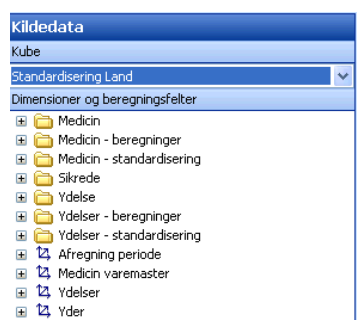 Kildedata
Kube
Standardisering Land
Dimensioner og beregningsfelter
Medicin
Medicin - beregninger
Medicin - standardisering
Sikrede
Ydelse
Ydelser - beregninger
Ydelser - standardisering
Afregning periode
Medicin varemaster
Ydelser
Yder